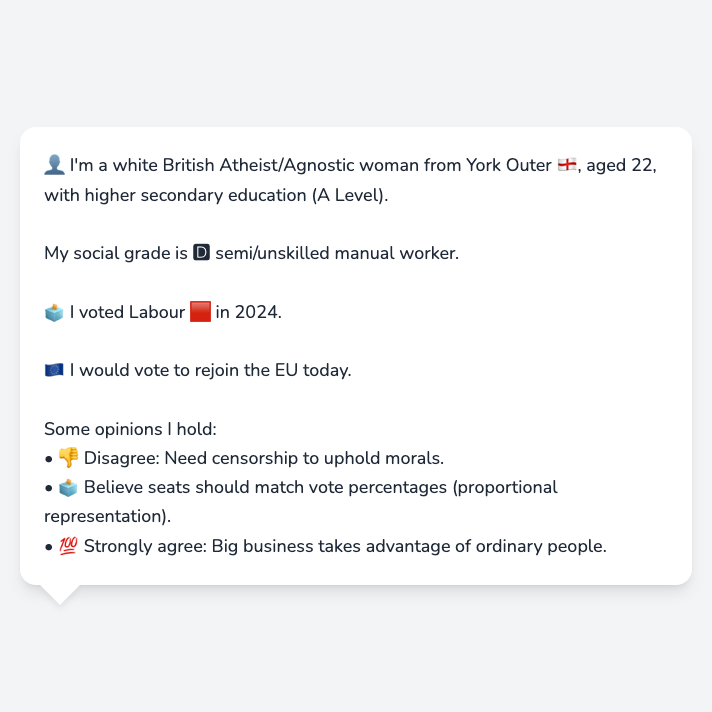 👤 I'm a white British Atheist/Agnostic woman from York Outer 🏴󠁧󠁢󠁥󠁮󠁧󠁿, aged 22,
with higher secondary education (A Level).
My social grade is 🅳 semi/unskilled manual worker.
🗳️ I voted Labour 🟥 in 2024.
🇪🇺 I would vote to rejoin the EU today.
Some opinions I hold:
• 👎 Disagree: Need censorship to uphold morals.
• 🗳️ Believe seats should match vote percentages (proportional
representation).
• 💯 Strongly agree: Big business takes advantage of ordinary people.